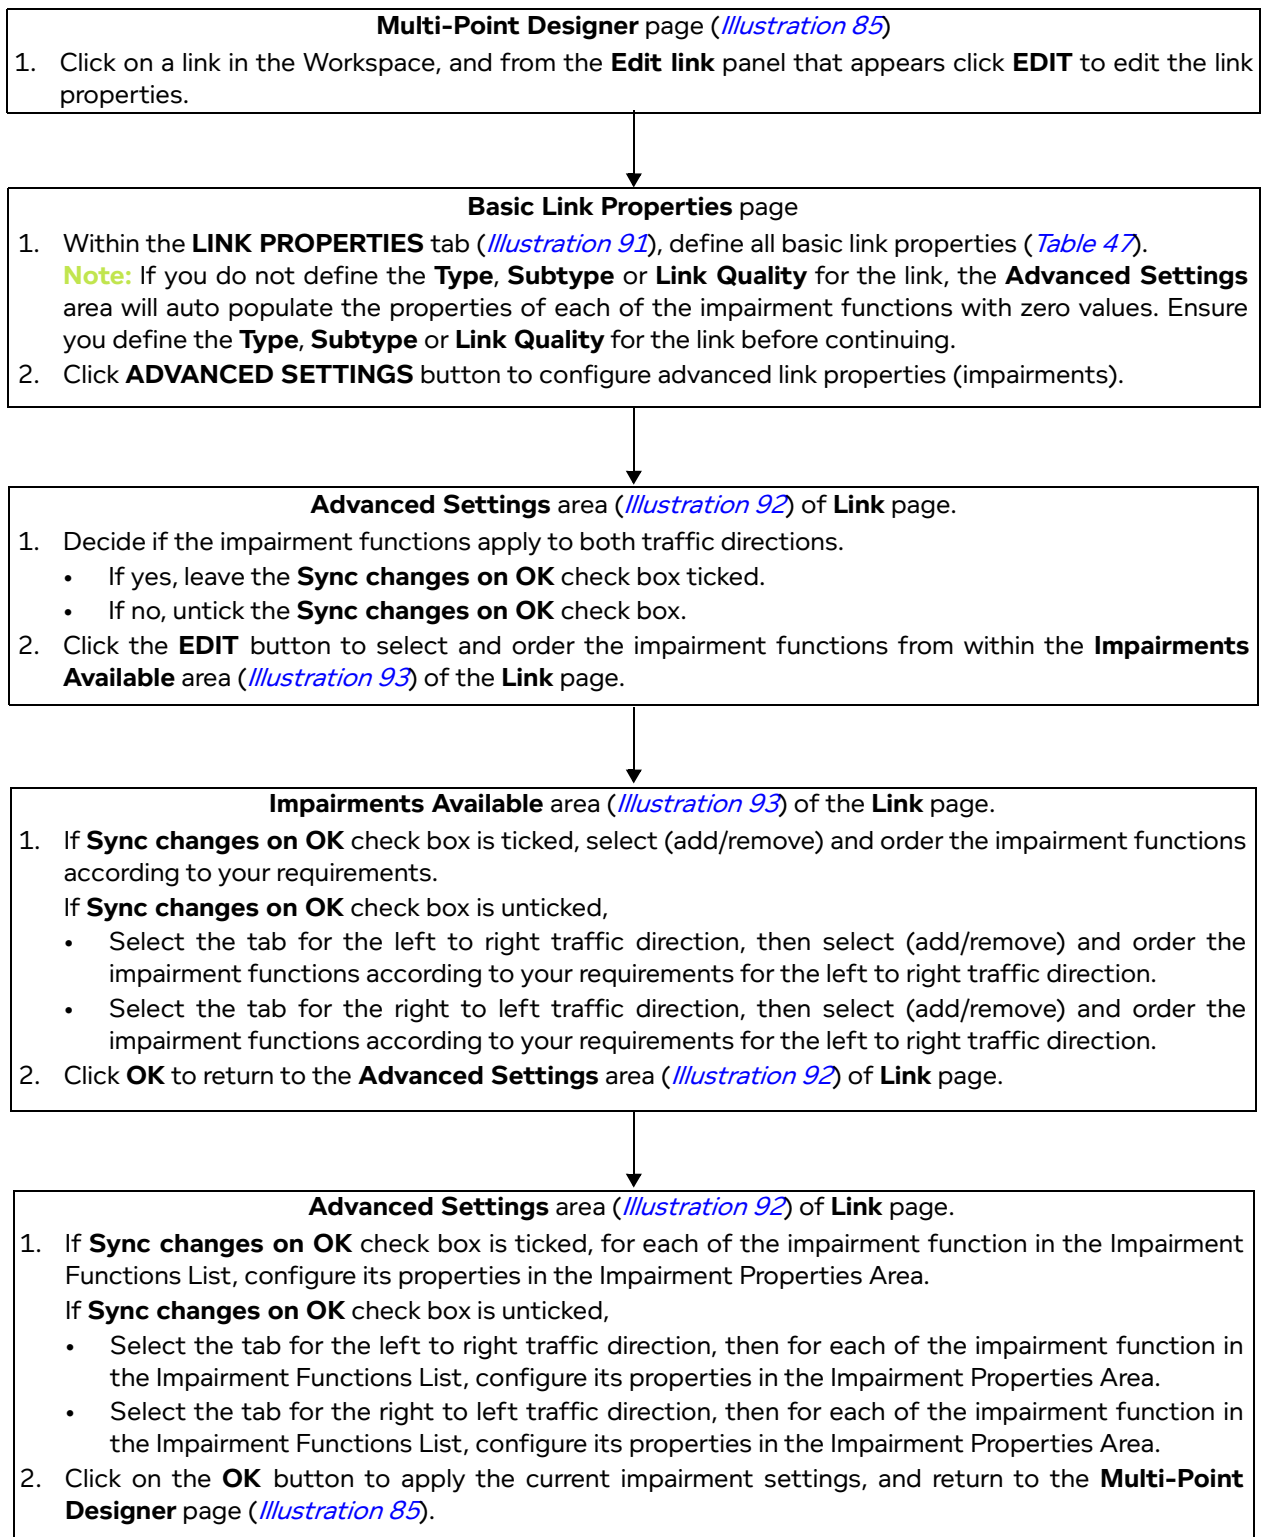 Multi-Point Designer page (Illustration 85)
1. Click on a link in the Workspace, and from the Edit link panel that appears click EDIT to edit the link
properties.
Basic Link Properties page
1. Within the LINK PROPERTIES tab (Illustration 91), define all basic link properties (Table 47).
Note: If you do not define the Type, Subtype or Link Quality for the link, the Advanced Settings
area will auto populate the properties of each of the impairment functions with zero values. Ensure
you define the Type, Subtype or Link Quality for the link before continuing.
2. Click ADVANCED SETTINGS button to configure advanced link properties (impairments).
Advanced Settings area (Illustration 92) of Link page.
1. Decide if the impairment functions apply to both traffic directions.
• If yes, leave the Sync changes on OK check box ticked.
• If no, untick the Sync changes on OK check box.
2. Click the EDIT button to select and order the impairment functions from within the Impairments
Available area (Illustration 93) of the Link page.
Impairments Available area (Illustration 93) of the Link page.
1. If Sync changes on OK check box is ticked, select (add/remove) and order the impairment functions
according to your requirements.
If Sync changes on OK check box is unticked,
• Select the tab for the left to right traffic direction, then select (add/remove) and order the
impairment functions according to your requirements for the left to right traffic direction.
• Select the tab for the right to left traffic direction, then select (add/remove) and order the
impairment functions according to your requirements for the left to right traffic direction.
2. Click OK to return to the Advanced Settings area (Illustration 92) of Link page.
Advanced Settings area (Illustration 92) of Link page.
1. If Sync changes on OK check box is ticked, for each of the impairment function in the Impairment
Functions List, configure its properties in the Impairment Properties Area.
If Sync changes on OK check box is unticked,
• Select the tab for the left to right traffic direction, then for each of the impairment function in
the Impairment Functions List, configure its properties in the Impairment Properties Area.
• Select the tab for the right to left traffic direction, then for each of the impairment function in
the Impairment Functions List, configure its properties in the Impairment Properties Area.
2. Click on the OK button to apply the current impairment settings, and return to the Multi-Point
Designer page (Illustration 85).